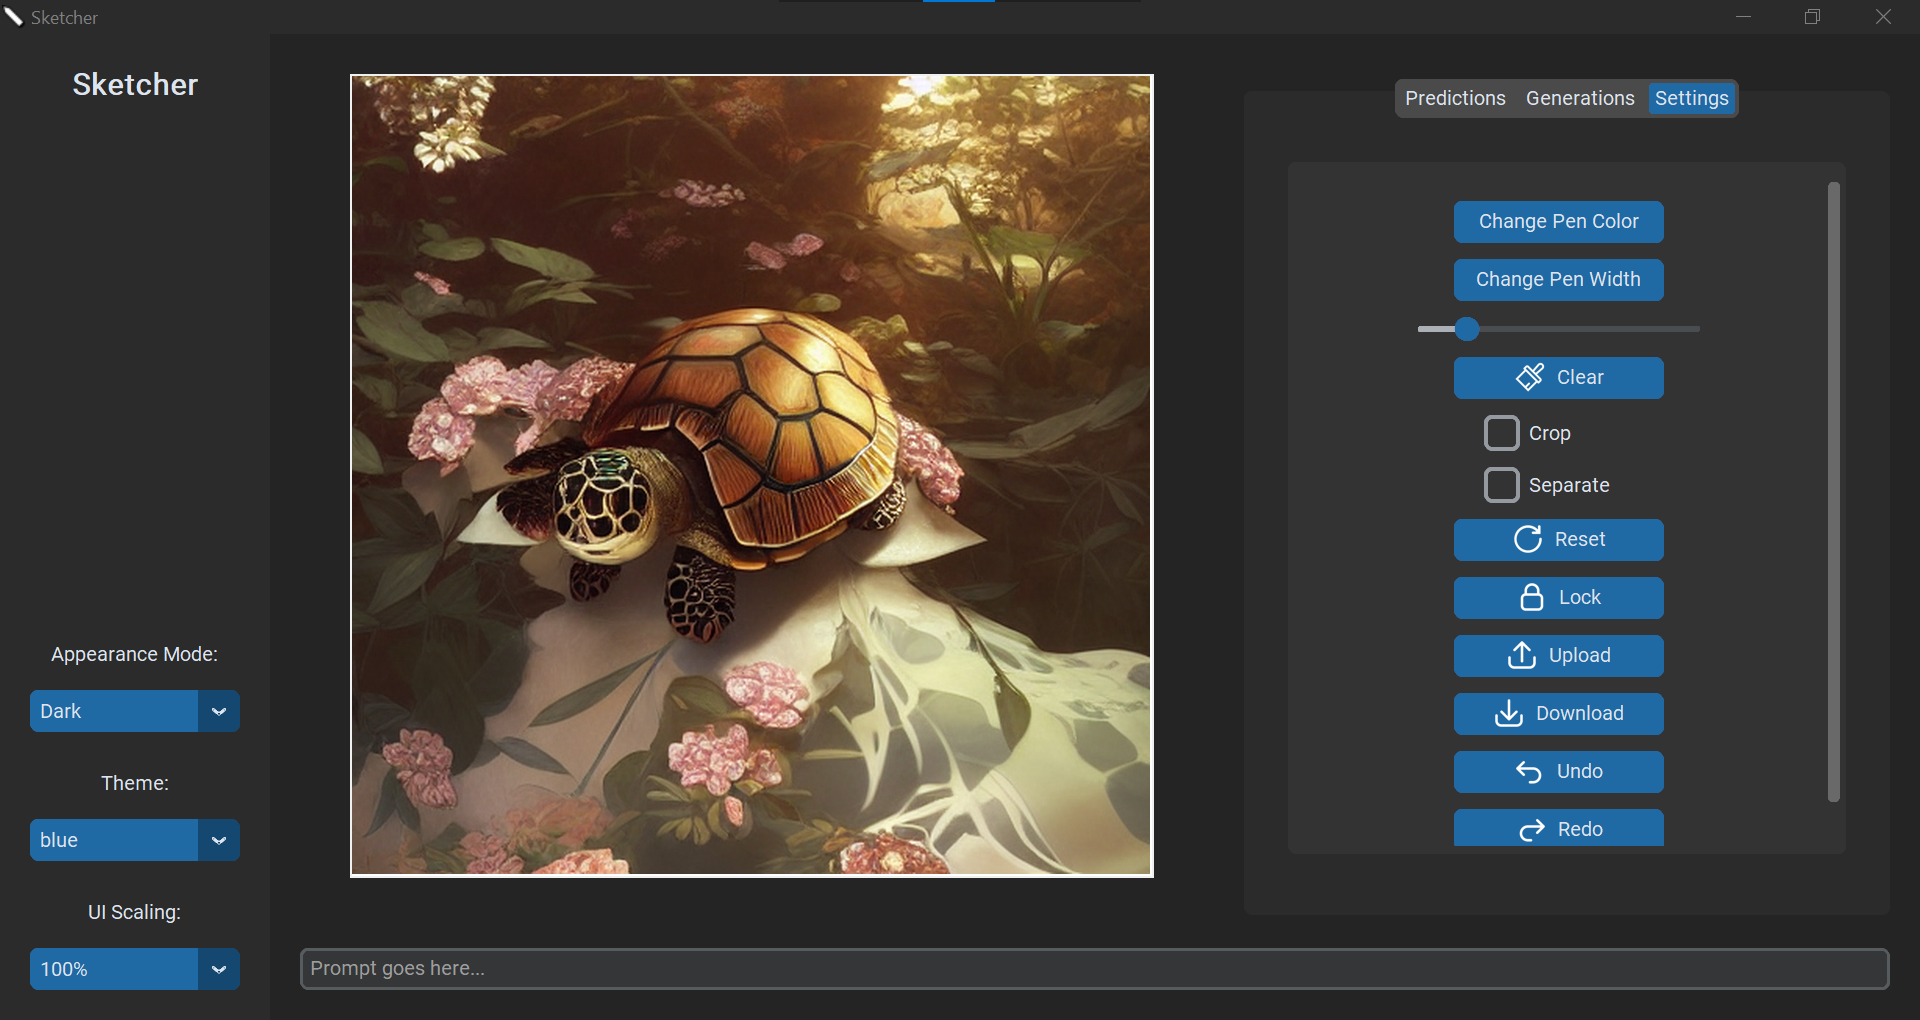 Sketcher
Sketcher
Appearance Mode:
Dark
Theme:
blue
UI Scaling:
100%
Predictions Generations Settings
Change Pen Color
Change Pen Width
Clear
Crop
Separate
Reset
Lock
Upload
Download
Undo
Redo
Prompt goes here...